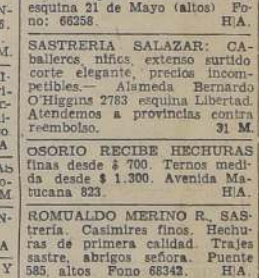 esquina 21 de Mayo (altos) Fo-
no: 66258. H|A.
SASTRERIA SALAZAR: CA-
balleros, niños, extenso surtido
corte elegante, precios incom-
petibles.— Alameda Bernardo
O'Higgins 2783 esquina Libertad.
Atendemos a provincias contra
reembolso. 31 M.
OSORIO RECIBE HECHURAS
finas desde $ 700. Ternos medi-
da desde $ 1.300. Avenida Ma-
tucana 823. H|A.
ROMUALDO MERINO R., SAS-
trería. Casimires finos. Hechu-
ras de primera calidad. Trajes
sastre, abrigos señora. Puente
585, altos Fono 68342. H|A.